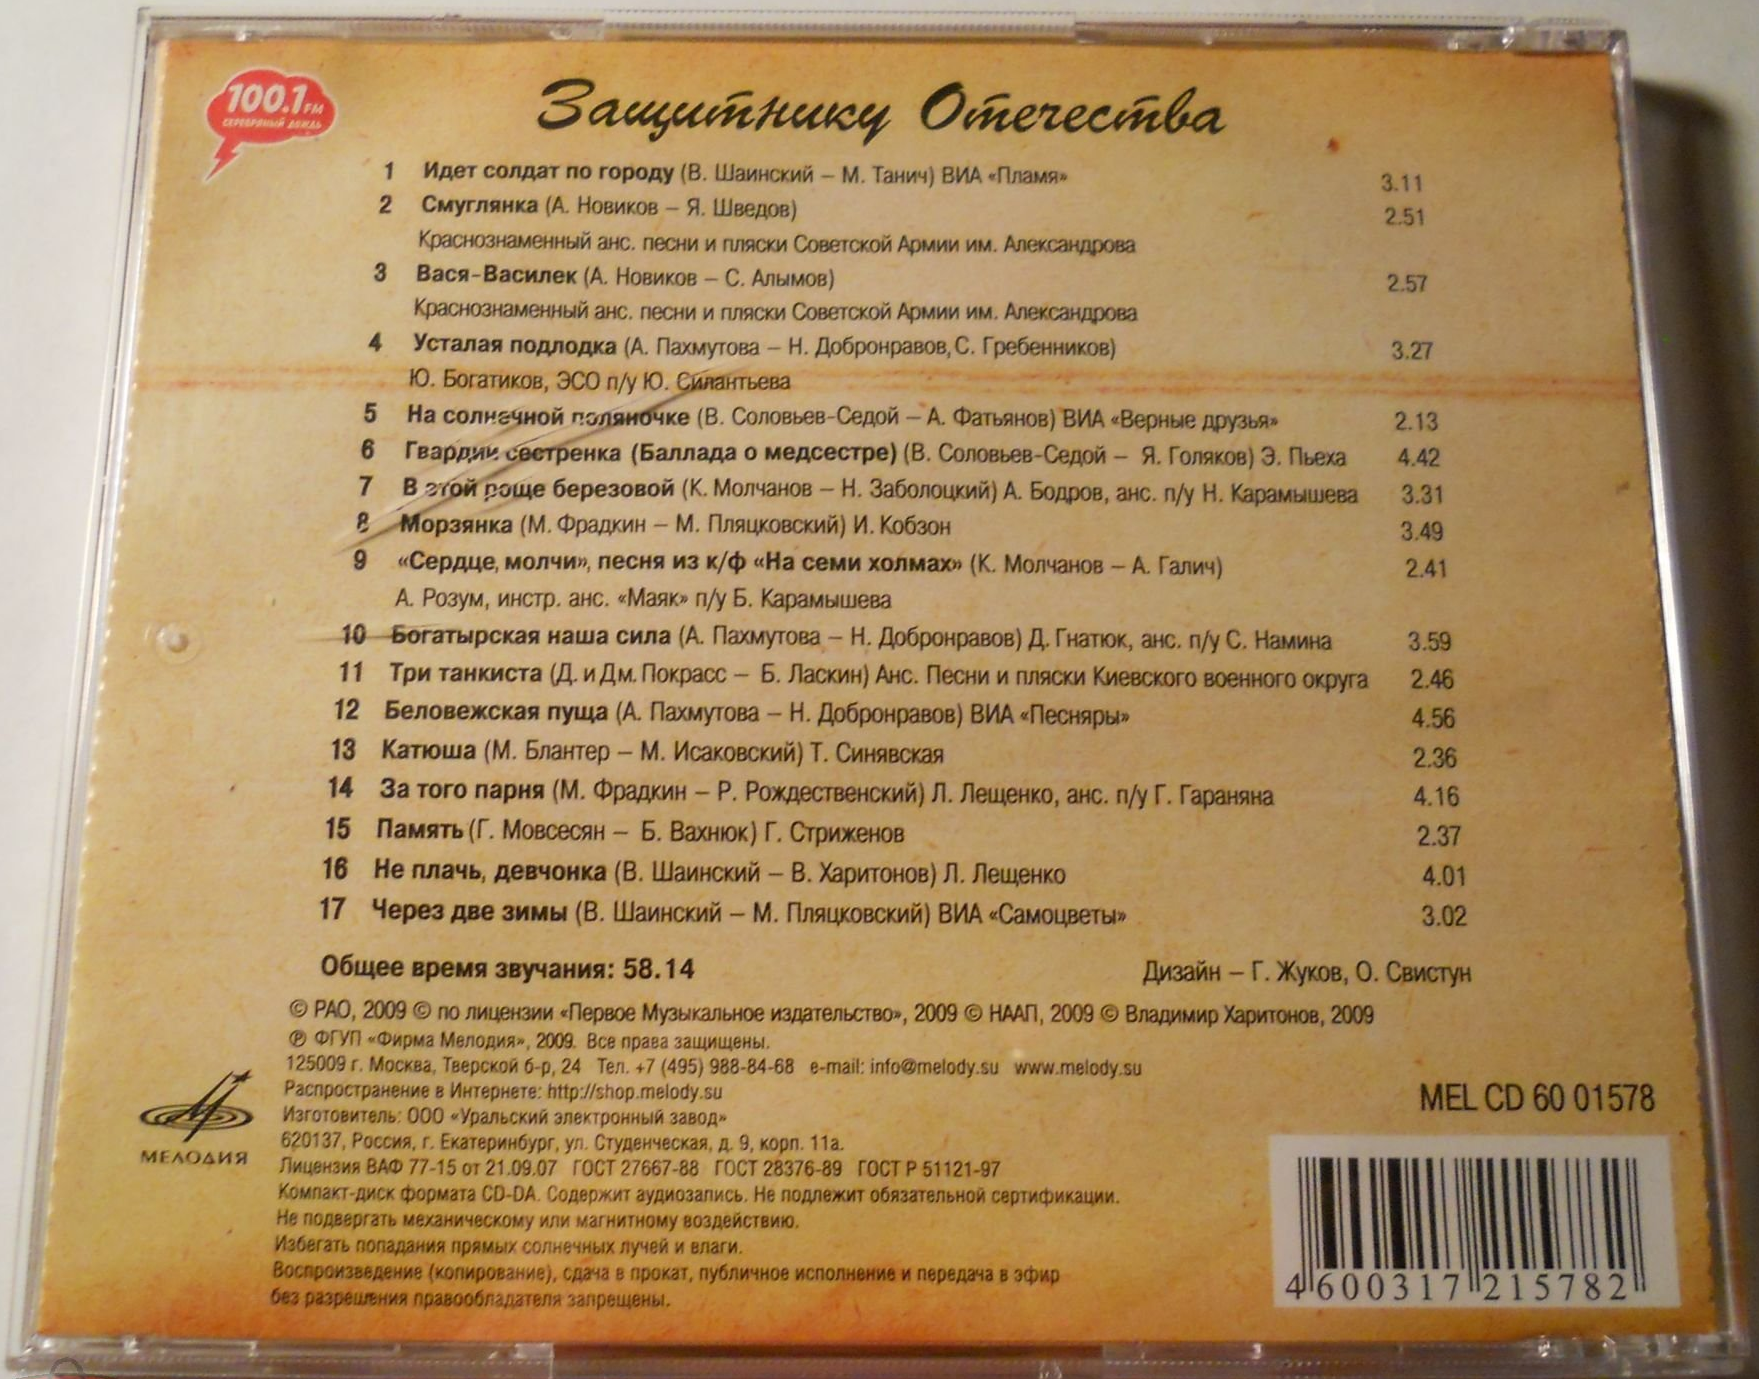 100.1 FM
СЕРЕБРЯНЫЙ ДОЖДЬ
Защитнику Отечества
1 Идет солдат по городу (В. Шаинский – М. Танич) ВИА «Пламя» 3.11
2 Смуглянка (А. Новиков – Я. Шведов) 2.51
Краснознаменный анс. песни и пляски Советской Армии им. Александрова
3 Вася-Василек (А. Новиков – С. Алымов) 2.57
Краснознаменный анс. песни и пляски Советской Армии им. Александрова
4 Усталая подлодка (А. Пахмутова – Н. Добронравов, С. Гребенников) 3.27
Ю. Богатиков, ЭСО п/у Ю. Силантьева
5 На солнечной поляночке (В. Соловьев-Седой – А. Фатьянов) ВИА «Верные друзья» 2.13
6 Гвардии сестренка (Баллада о медсестре) (В. Соловьев-Седой – Я. Голяков) Э. Пьеха 4.42
7 В этой роще березовой (К. Молчанов – Н. Заболоцкий) А. Бодров, анс. п/у Н. Карамышева 3.31
8 Морзянка (М. Фрадкин – М. Пляцковский) И. Кобзон 3.49
9 «Сердце, молчи», песня из к/ф «На семи холмах» (К. Молчанов – А. Галич) 2.41
А. Розум, инстр. анс. «Маяк» п/у Б. Карамышева
10 Богатырская наша сила (А. Пахмутова – Н. Добронравов) Д. Гнатюк, анс. п/у С. Намина 3.59
11 Три танкиста (Д. и Дм. Покрасс – Б. Ласкин) Анс. Песни и пляски Киевского военного округа 2.46
12 Беловежская пуща (А. Пахмутова – Н. Добронравов) ВИА «Песняры» 4.56
13 Катюша (М. Блантер – М. Исаковский) Т. Синявская 2.36
14 За того парня (М. Фрадкин – Р. Рождественский) Л. Лещенко, анс. п/у Г. Гараняна 4.16
15 Память (Г. Мовсесян – Б. Вахнюк) Г. Стриженов 2.37
16 Не плачь, девчонка (В. Шаинский – В. Харитонов) Л. Лещенко 4.01
17 Через две зимы (В. Шаинский – М. Пляцковский) ВИА «Самоцветы» 3.02
Общее время звучания: 58.14 Дизайн – Г. Жуков, О. Свистун
© РАО, 2009 © по лицензии «Первое Музыкальное издательство», 2009 © НААП, 2009 © Владимир Харитонов, 2009
℗ ФГУП «Фирма Мелодия», 2009. Все права защищены.
125009 г. Москва, Тверской б-р, 24 Тел. +7 (495) 988-84-68 e-mail: info@melody.su www.melody.su
Распространение в Интернете: http://shop.melody.su
Изготовитель: ООО «Уральский электронный завод»
620137, Россия, г. Екатеринбург, ул. Студенческая, д. 9, корп. 11а.
Лицензия ВАФ 77-15 от 21.09.07 ГОСТ 27667-88 ГОСТ 28376-89 ГОСТ Р 51121-97
Компакт-диск формата CD-DA. Содержит аудиозапись. Не подлежит обязательной сертификации.
Не подвергать механическому или магнитному воздействию.
Избегать попадания прямых солнечных лучей и влаги.
Воспроизведение (копирование), сдача в прокат, публичное исполнение и передача в эфир
без разрешения правообладателя запрещены.
МЕЛОДИЯ
MEL CD 60 01578
4 600317 215782